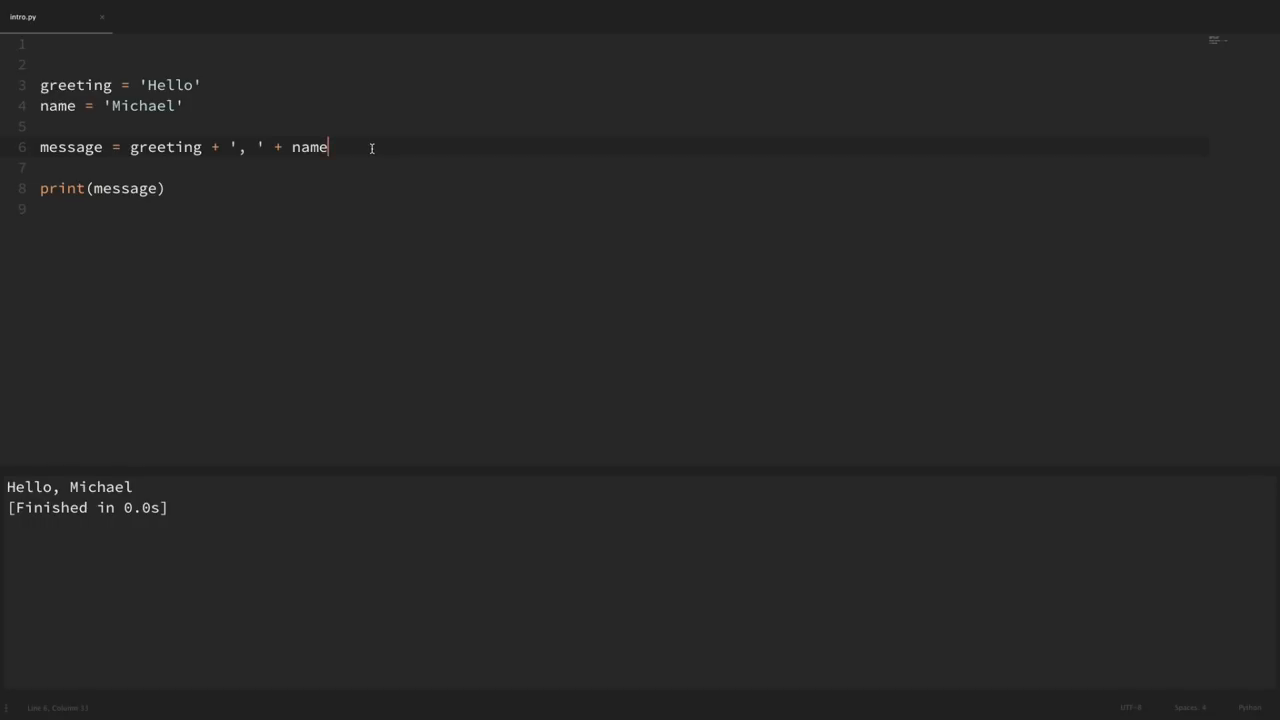 intro.py ×
1
2
3 greeting = 'Hello'
4 name = 'Michael'
5
6 message = greeting + ', ' + name
7
8 print(message)
9
Hello, Michael
[Finished in 0.0s]
Line 6, Column 11 UTF-8 Spaces: 4 Python